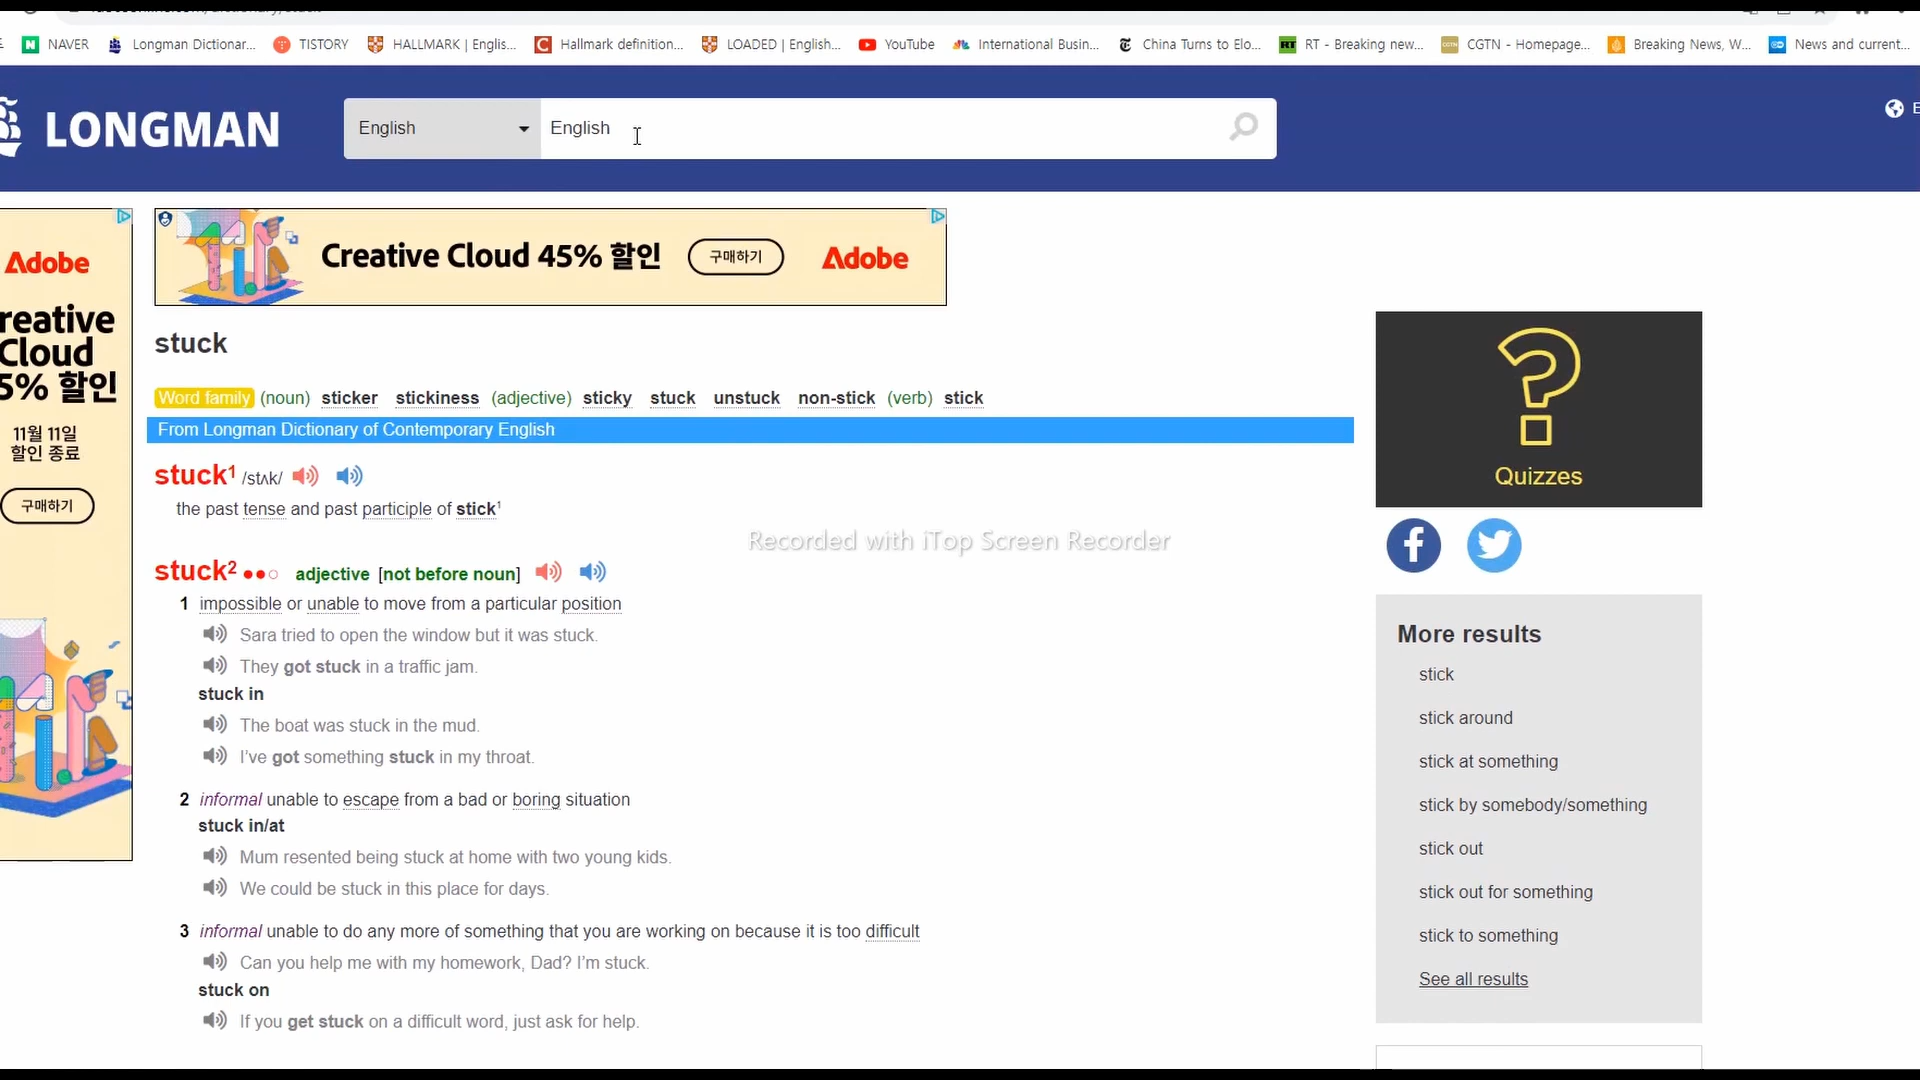 NAVER Longman Dictionar... TISTORY HALLMARK | Englis... Hallmark definition... LOADED | English... YouTube International Busin... China Turns to Elo... RT - Breaking new... CGTN - Homepage... Breaking News, W... News and current...
LONGMAN
English
English
Adobe
reative
Cloud
5% 할인
11월 11일
할인 종료
구매하기
Creative Cloud 45% 할인
구매하기
Adobe
stuck
Word family (noun) sticker stickiness (adjective) sticky stuck unstuck non-stick (verb) stick
From Longman Dictionary of Contemporary English
stuck1 /stʌk/
the past tense and past participle of stick1
stuck2 ●●○ adjective [not before noun]
1 impossible or unable to move from a particular position
Sara tried to open the window but it was stuck.
They got stuck in a traffic jam.
stuck in
The boat was stuck in the mud.
I've got something stuck in my throat.
2 informal unable to escape from a bad or boring situation
stuck in/at
Mum resented being stuck at home with two young kids.
We could be stuck in this place for days.
3 informal unable to do any more of something that you are working on because it is too difficult
Can you help me with my homework, Dad? I'm stuck.
stuck on
If you get stuck on a difficult word, just ask for help.
Recorded with iTop Screen Recorder
?
Quizzes
More results
stick
stick around
stick at something
stick by somebody/something
stick out
stick out for something
stick to something
See all results